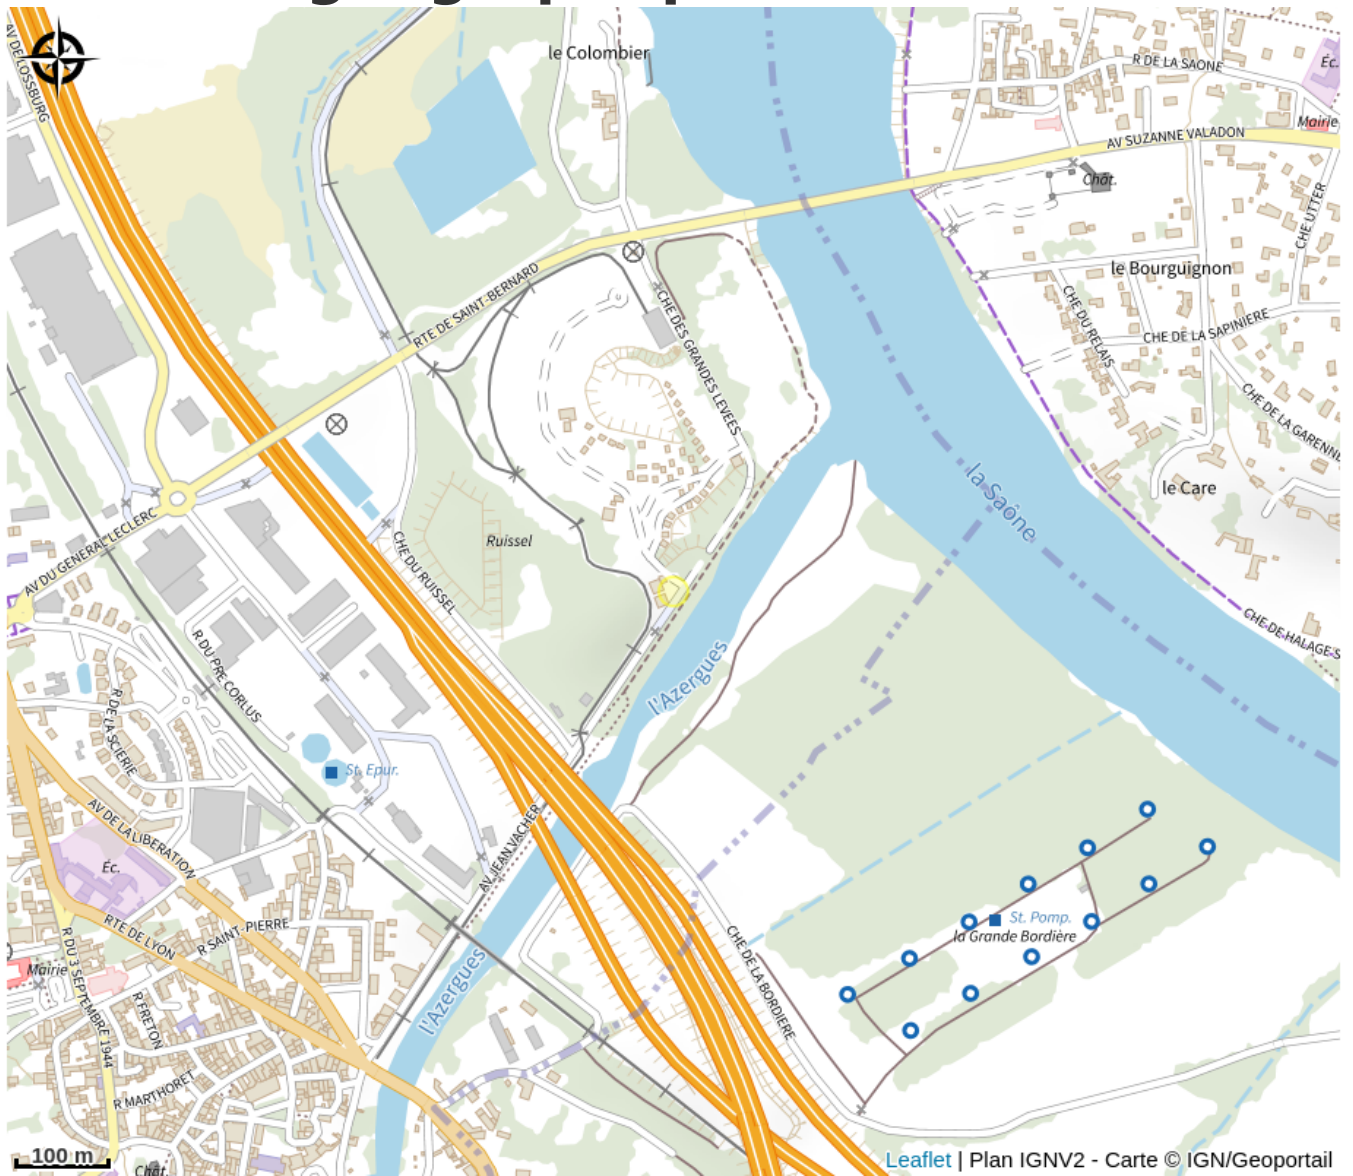 le Colombier
AV DE LOSSBURG
R DE LA SAONE
Éc.
Mairie
AV SUZANNE VALADON
Chât.
CHE UTTER
le Bourguignon
RTE DE SAINT-BERNARD
CHE DES GRANDES LEVEES
CHE DU RELAIS
CHE DE LA SAPINIERE
CHE DE LA GARENNE
la Saône
le Care
AV DU GENERAL LECLERC
Ruissel
CHE DU RUISSEL
CHE DE HALAGE S
R DU PRE CORLUS
l'Azergues
R DE LA SCIERIE
St. Epur.
AV DE LA LIBERATION
AV JEAN VACHER
Éc.
RTE DE LYON
R SAINT-PIERRE
St. Pomp.
la Grande Bordière
R DU 3 SEPTEMBRE 1944
Mairie
R FRETON
l'Azergues
CHE DE LA BORDIERE
R MARTHORET
100 m
Chât.
Leaflet | Plan IGNV2 - Carte © IGN/Geoportail